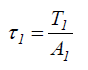 τ₁ = T₁ / A₁